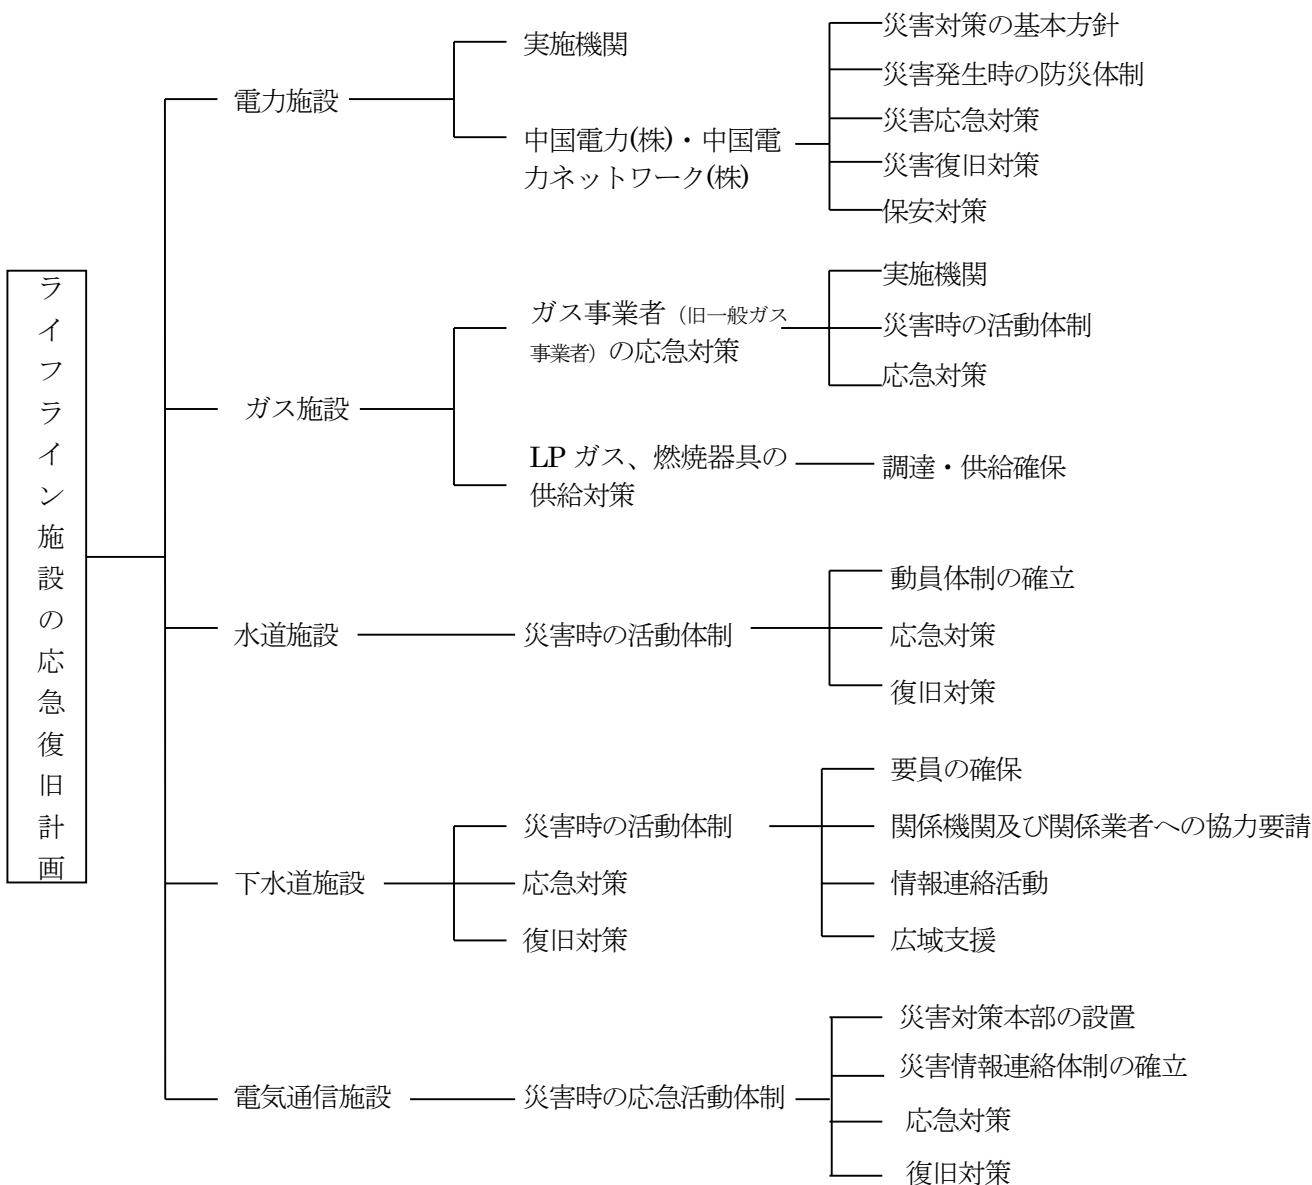 ライフライン施設の応急復旧計画
電力施設
実施機関
中国電力(株)・中国電
力ネットワーク(株)
災害対策の基本方針
災害発生時の防災体制
災害応急対策
災害復旧対策
保安対策
ガス施設
ガス事業者（旧一般ガス
事業者）の応急対策
実施機関
災害時の活動体制
応急対策
LP ガス、燃焼器具の
供給対策
調達・供給確保
水道施設
災害時の活動体制
動員体制の確立
応急対策
復旧対策
下水道施設
災害時の活動体制
要員の確保
関係機関及び関係業者への協力要請
情報連絡活動
広域支援
応急対策
復旧対策
電気通信施設
災害時の応急活動体制
災害対策本部の設置
災害情報連絡体制の確立
応急対策
復旧対策